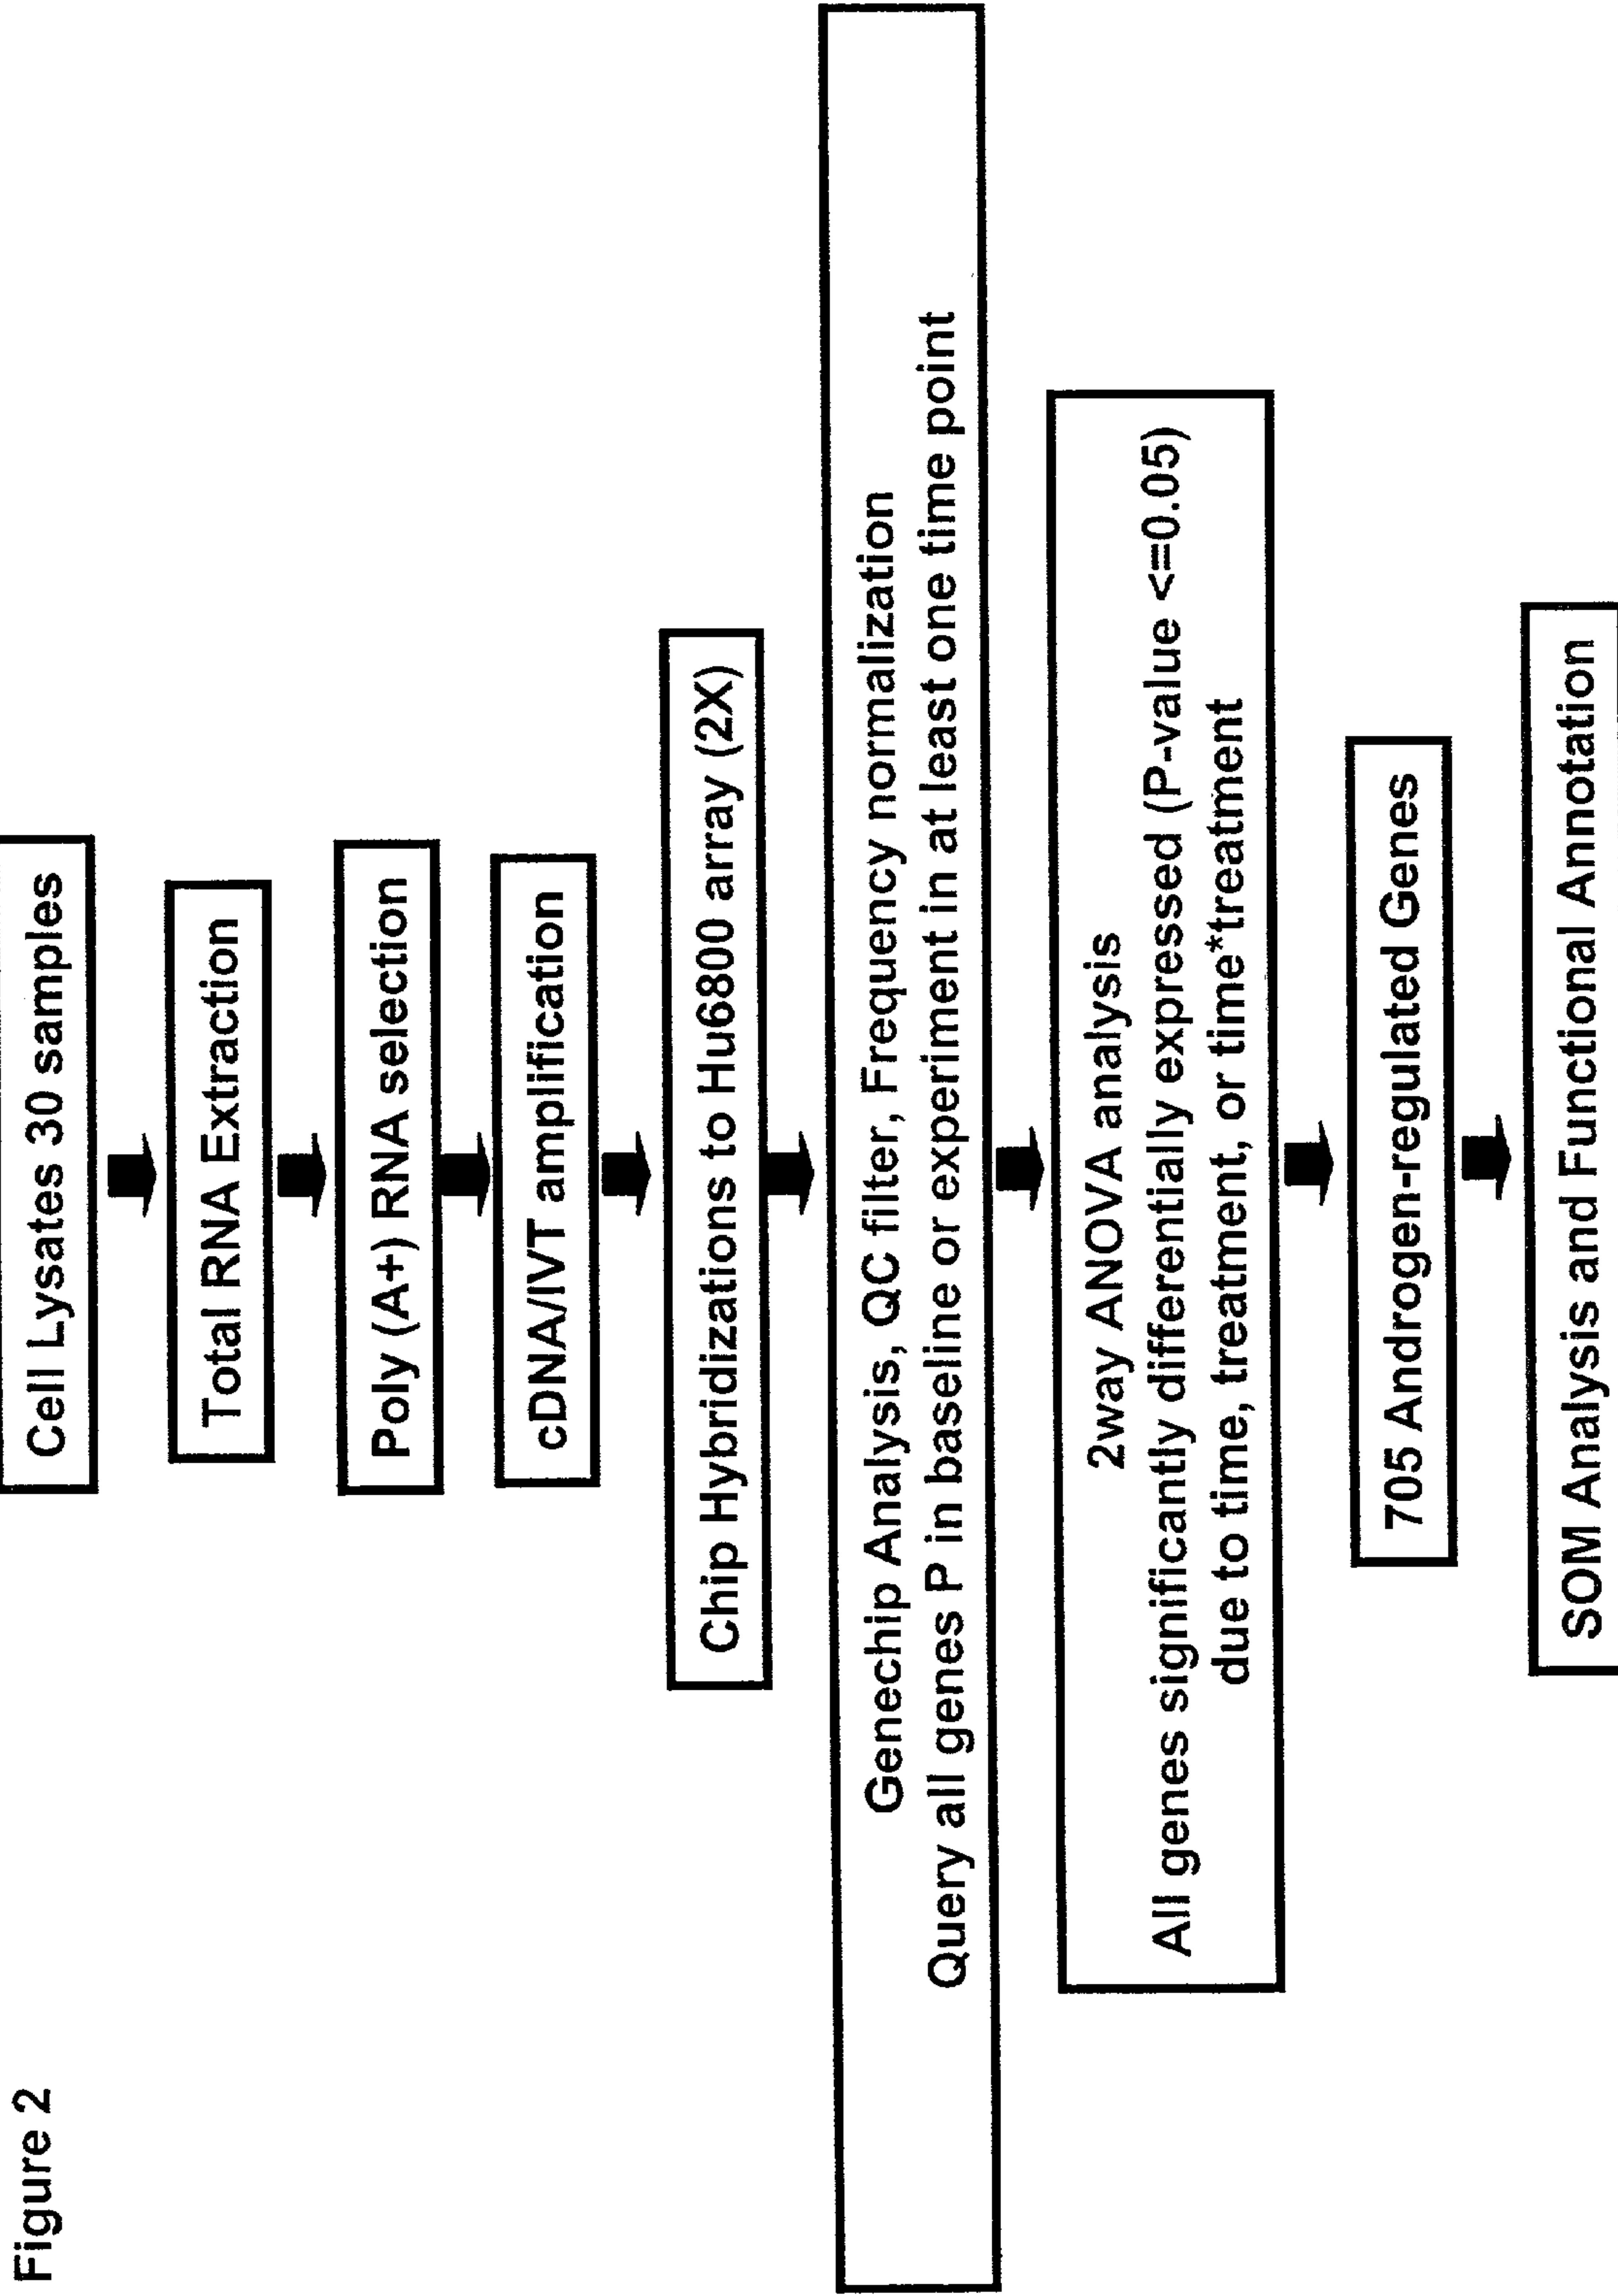 Figure 2
Cell Lysates 30 samples
Total RNA Extraction
Poly (A+) RNA selection
cDNA/IVT amplification
Chip Hybridizations to Hu6800 array (2X)
Genechip Analysis, QC filter, Frequency normalization
Query all genes P in baseline or experiment in at least one time point
2way ANOVA analysis
All genes significantly differentially expressed (P-value <=0.05)
due to time, treatment, or time*treatment
705 Androgen-regulated Genes
SOM Analysis and Functional Annotation